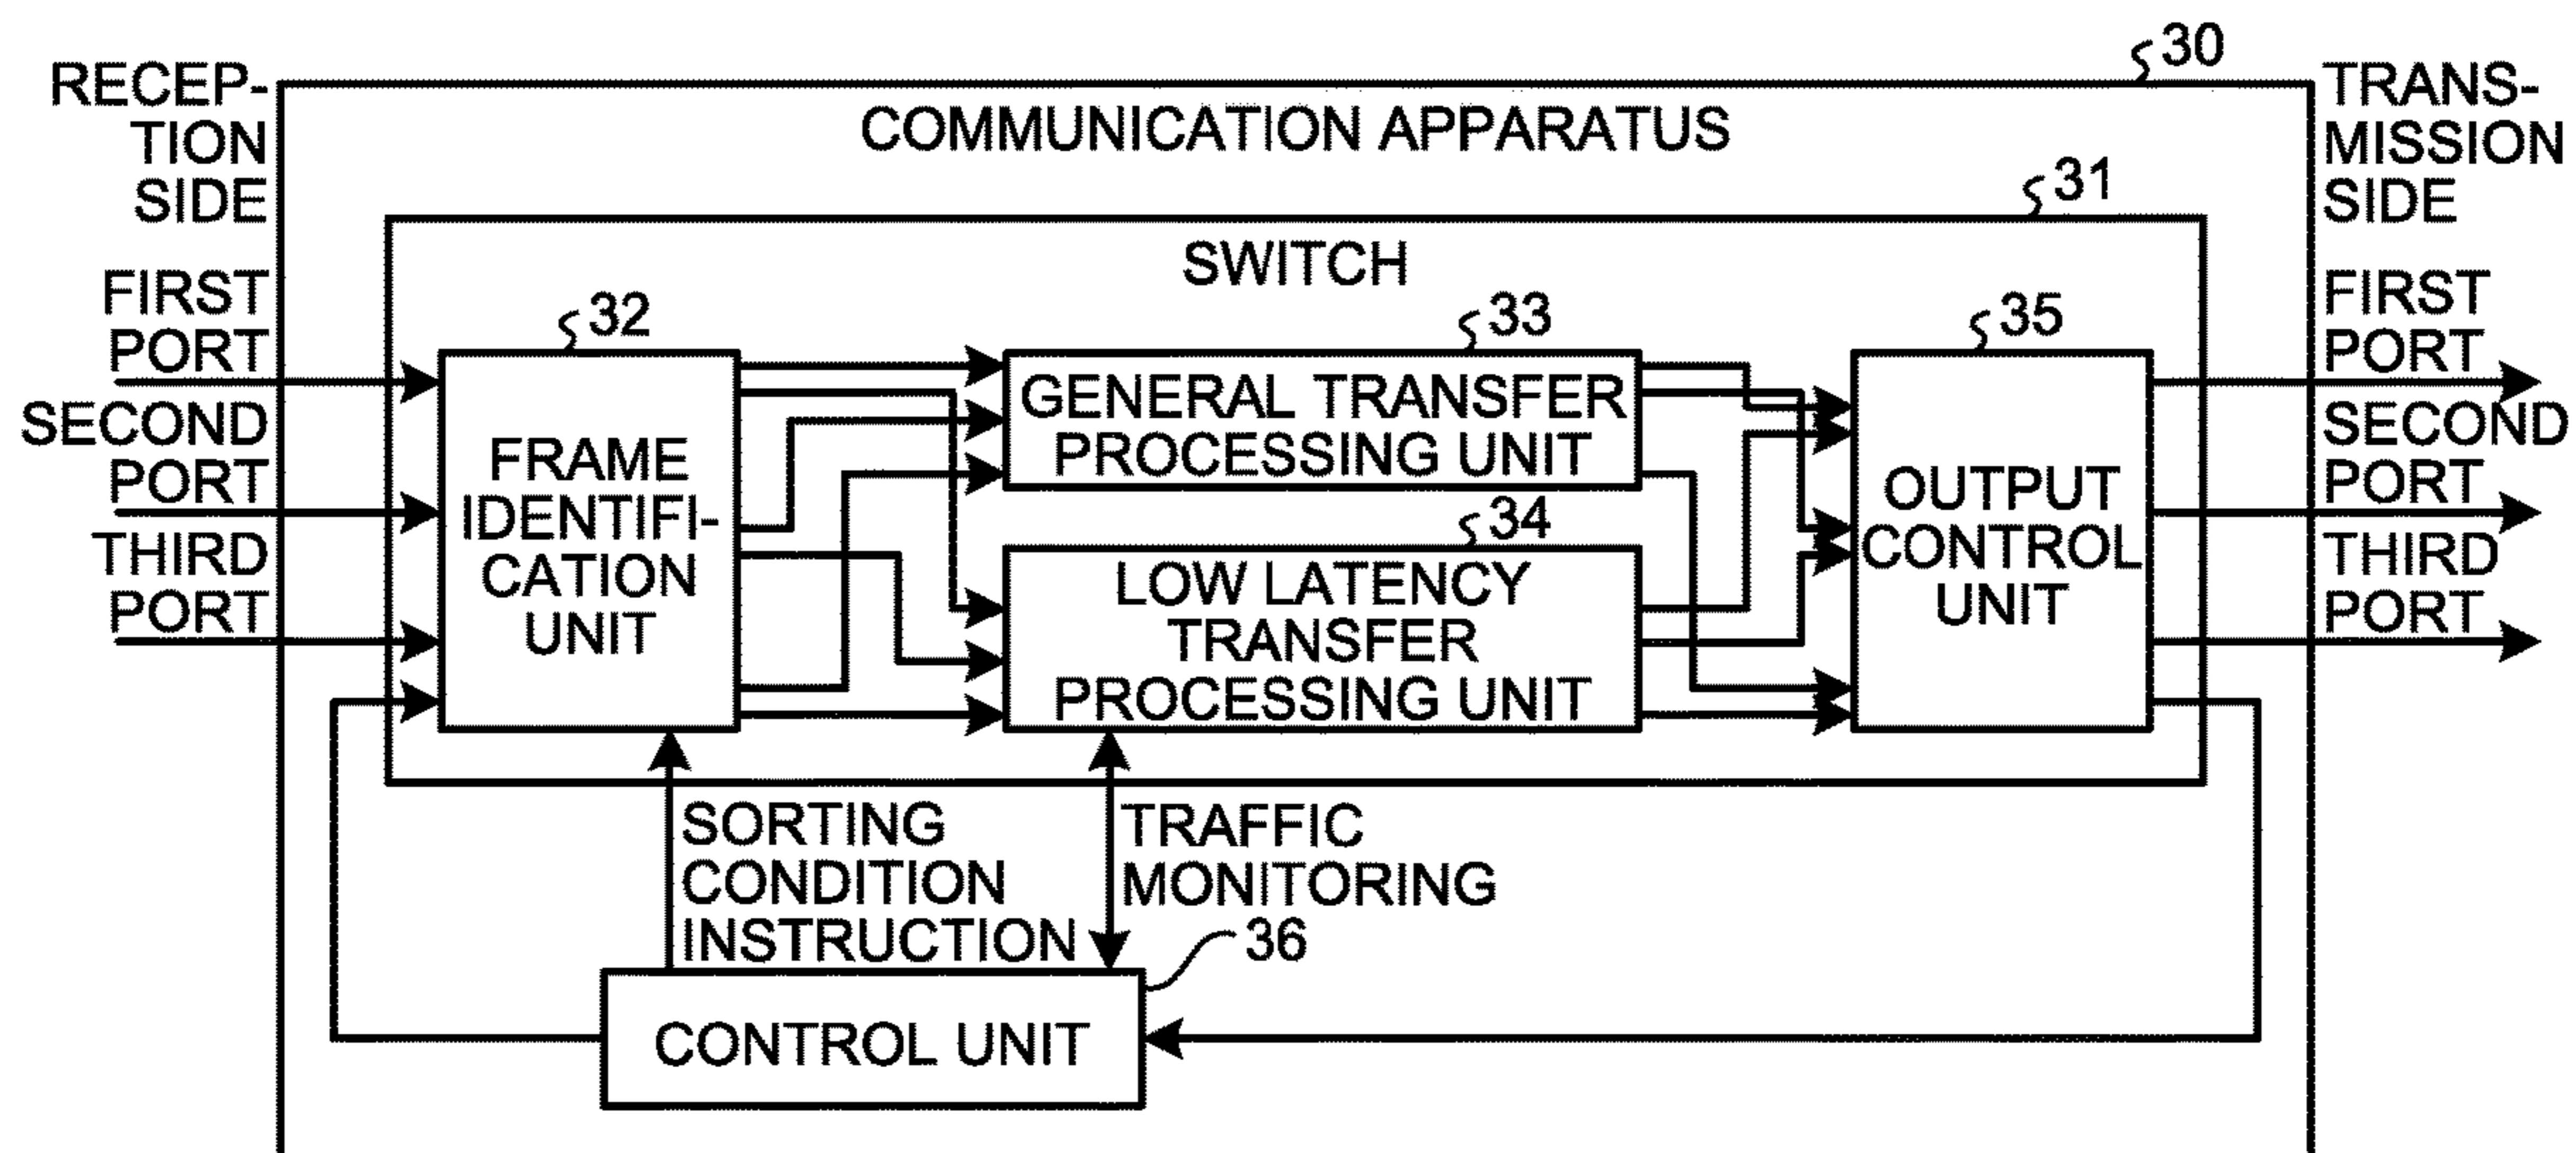 30
RECEP-
TION
SIDE
COMMUNICATION APPARATUS
TRANS-
MISSION
SIDE
31
SWITCH
FIRST
PORT
SECOND
PORT
THIRD
PORT
32
FRAME
IDENTIFI-
CATION
UNIT
33
GENERAL TRANSFER
PROCESSING UNIT
34
LOW LATENCY
TRANSFER
PROCESSING UNIT
35
OUTPUT
CONTROL
UNIT
FIRST
PORT
SECOND
PORT
THIRD
PORT
SORTING
CONDITION
INSTRUCTION
TRAFFIC
MONITORING
36
CONTROL UNIT